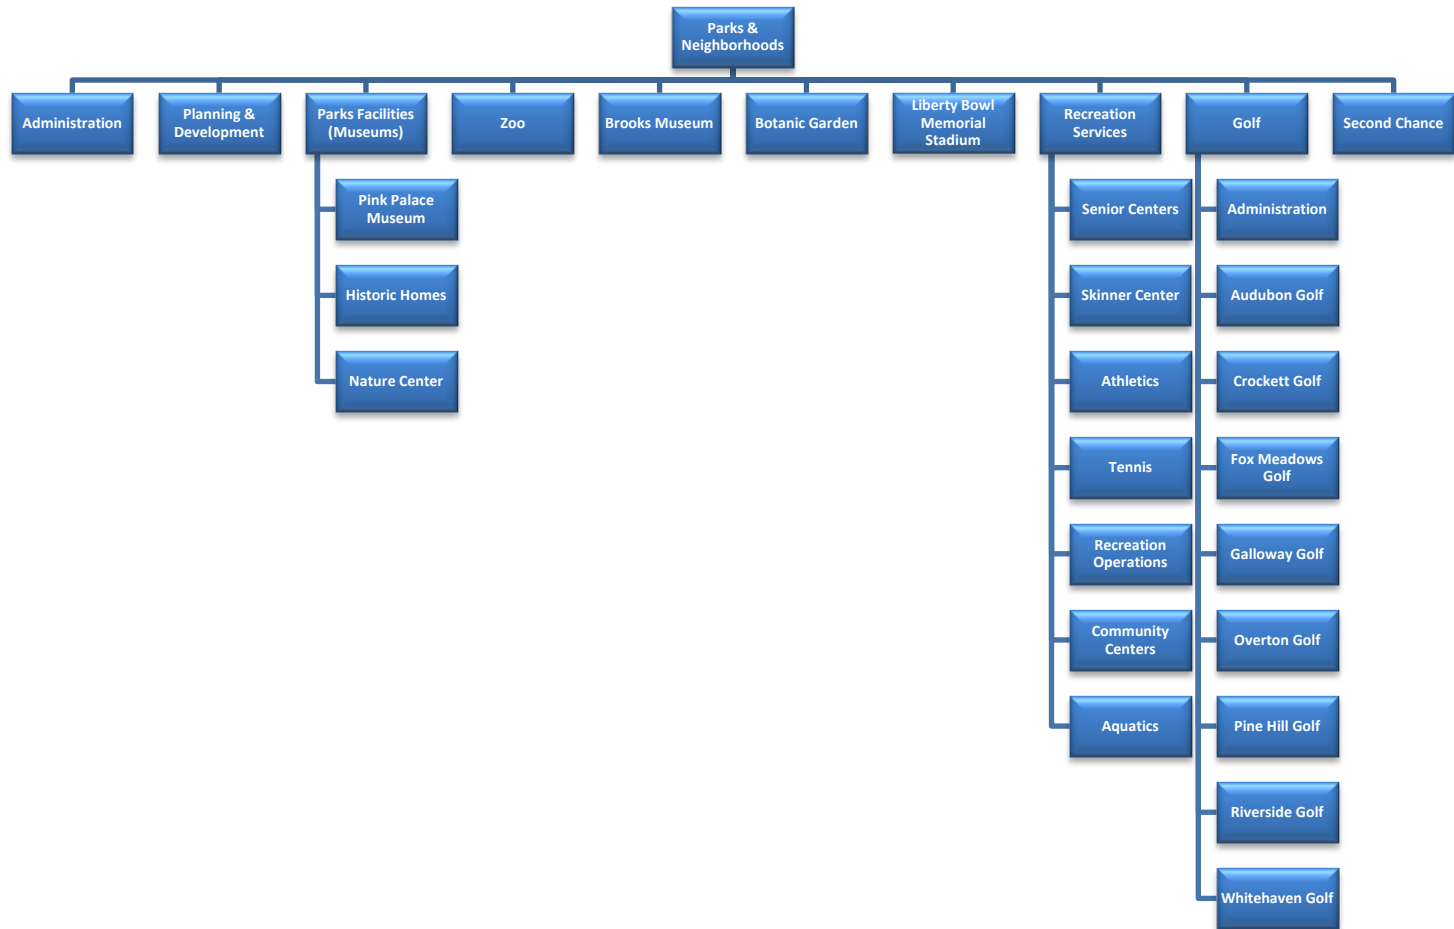 Parks &
Neighborhoods
Administration
Planning &
Development
Parks Facilities
(Museums)
Zoo
Brooks Museum
Botanic Garden
Liberty Bowl
Memorial
Stadium
Recreation
Services
Golf
Second Chance
Pink Palace
Museum
Historic Homes
Nature Center
Senior Centers
Skinner Center
Athletics
Tennis
Recreation
Operations
Community
Centers
Aquatics
Administration
Audubon Golf
Crockett Golf
Fox Meadows
Golf
Galloway Golf
Overton Golf
Pine Hill Golf
Riverside Golf
Whitehaven Golf